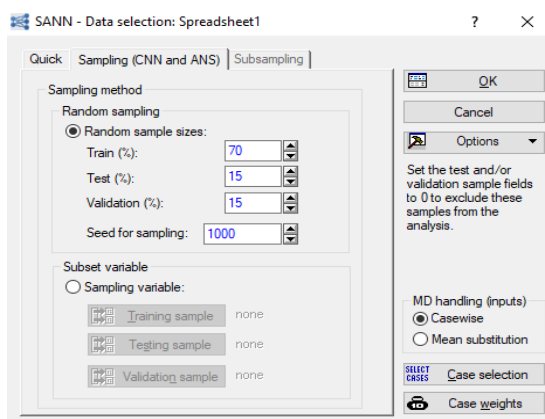 SANN - Data selection: Spreadsheet1 ? ×
Quick Sampling (CNN and ANS) Subsampling
Sampling method
Random sampling
Random sample sizes:
Train (%): 70
Test (%): 15
Validation (%): 15
Seed for sampling: 1000
Subset variable
Sampling variable:
Training sample none
Testing sample none
Validation sample none
OK
Cancel
Options
Set the test and/or
validation sample fields
to 0 to exclude these
samples from the
analysis.
MD handling (inputs)
Casewise
Mean substitution
SELECT
CASES Case selection
10 Case weights